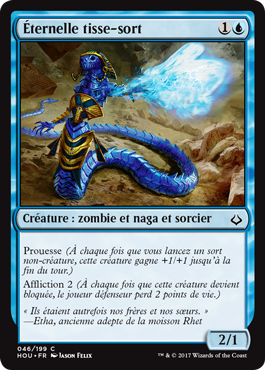 Éternelle tisse-sort 1
Créature : zombie et naga et sorcier
Prouesse (À chaque fois que vous lancez un sort
non-créature, cette créature gagne +1/+1 jusqu'à la
fin du tour.)
Affliction 2 (À chaque fois que cette créature devient
bloquée, le joueur défenseur perd 2 points de vie.)
« Ils étaient autrefois nos frères et nos sœurs. »
—Etha, ancienne adepte de la moisson Rhet
2/1
046/199 C
HOU • FR Jason Felix
™ & © 2017 Wizards of the Coast